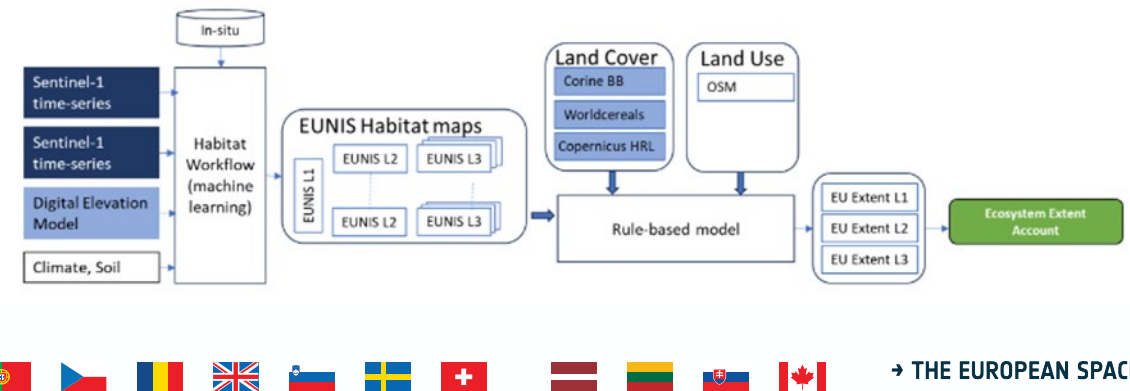 In-situ
Sentinel-1
time-series
Sentinel-1
time-series
Digital Elevation
Model
Climate, Soil
Habitat
Workflow
(machine
learning)
EUNIS Habitat maps
EUNIS L1
EUNIS L2
EUNIS L3
EUNIS L2
EUNIS L3
Land Cover
Corine BB
Worldcereals
Copernicus HRL
Land Use
OSM
Rule-based model
EU Extent L1
EU Extent L2
EU Extent L3
Ecosystem Extent
Account
→ THE EUROPEAN SPAC